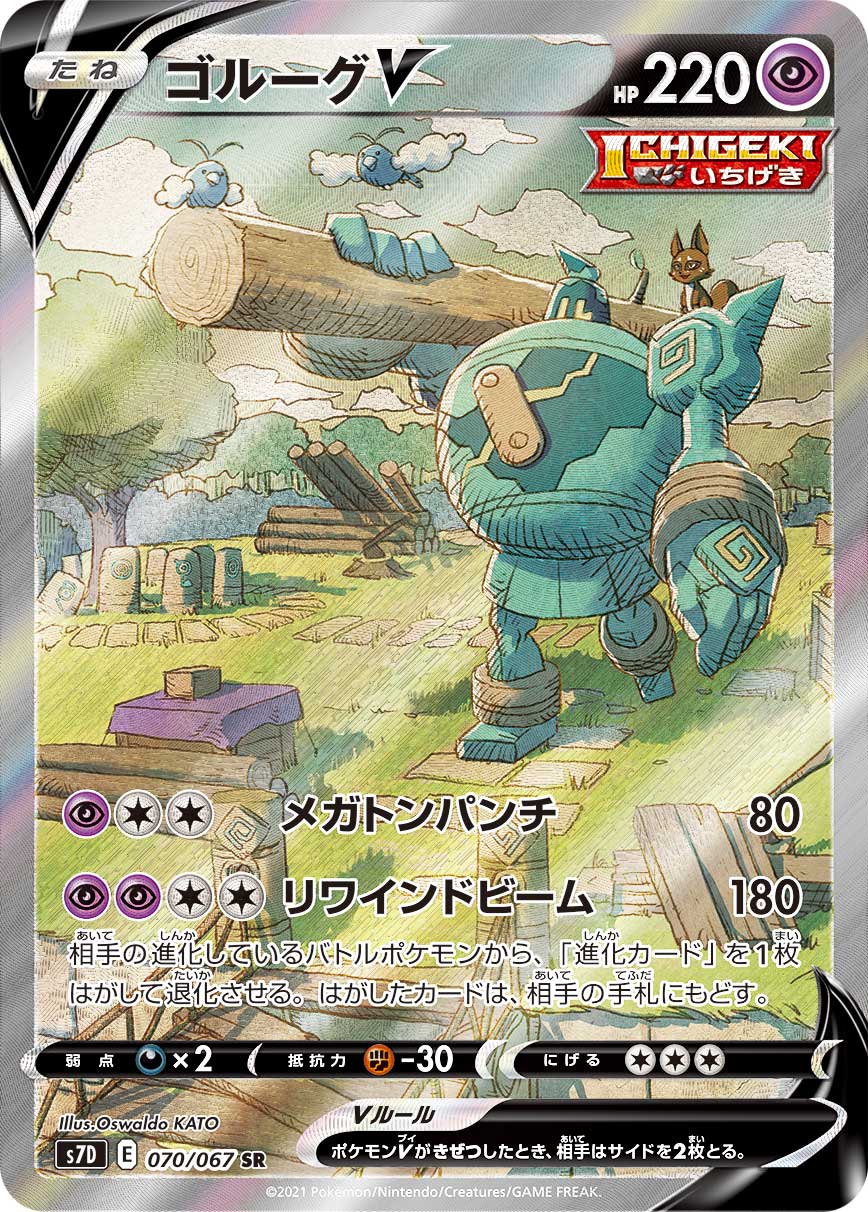 たね ゴルーグV HP 220
ICHIGEKI
いちげき
メガトンパンチ 80
リワインドビーム 180
相手の進化しているバトルポケモンから、「進化カード」を1枚
はがして退化させる。はがしたカードは、相手の手札にもどす。
弱点 ×2 抵抗力 -30 にげる
Illus.Oswaldo KATO
Vルール
ポケモンVがきぜつしたとき、相手はサイドを2枚とる。
s7D E 070/067 SR
©2021 Pokémon/Nintendo/Creatures/GAME FREAK.